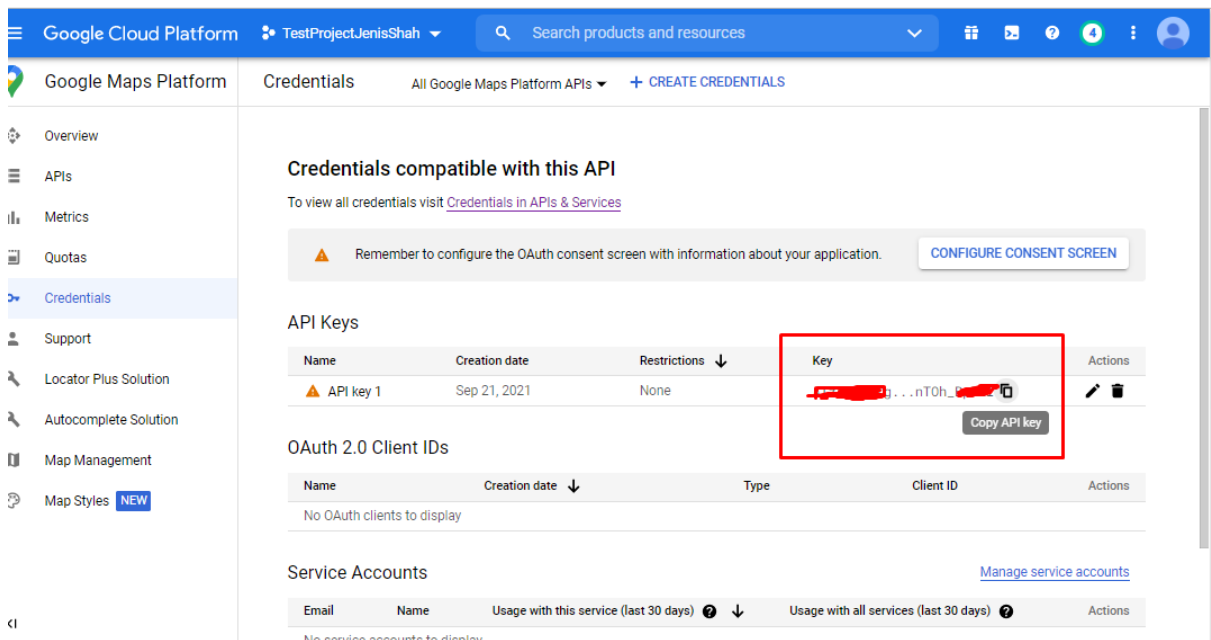 Google Cloud Platform TestProjectJenisShah Search products and resources 4
Google Maps Platform Credentials All Google Maps Platform APIs + CREATE CREDENTIALS
Overview
APIs
Metrics
Quotas
Credentials
Support
Locator Plus Solution
Autocomplete Solution
Map Management
Map Styles NEW
Credentials compatible with this API
To view all credentials visit Credentials in APIs & Services
Remember to configure the OAuth consent screen with information about your application. CONFIGURE CONSENT SCREEN
API Keys
Name Creation date Restrictions Key Actions
API key 1 Sep 21, 2021 None
Copy API key
OAuth 2.0 Client IDs
Name Creation date Type Client ID Actions
No OAuth clients to display
Service Accounts Manage service accounts
Email Name Usage with this service (last 30 days) Usage with all services (last 30 days) Actions
No service accounts to display